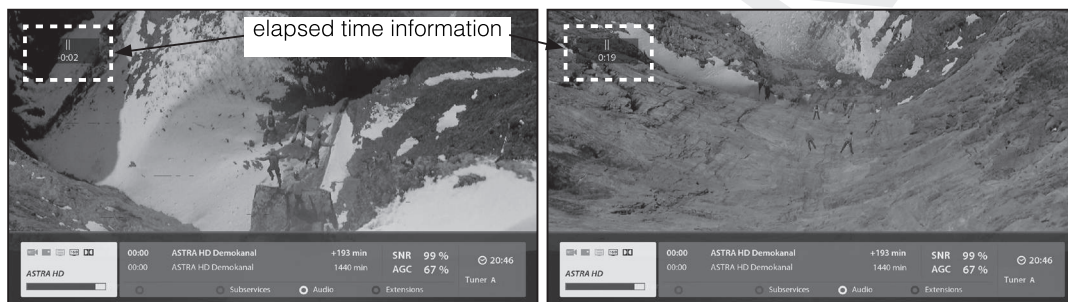 elapsed time information
||
-0:02
||
0:19
00:00 ASTRA HD Demokanal +193 min SNR 99 % 20:46
00:00 ASTRA HD Demokanal 1440 min AGC 67 %
ASTRA HD Tuner A
Subservices Audio Extensions
00:00 ASTRA HD Demokanal +193 min SNR 99 % 20:46
00:00 ASTRA HD Demokanal 1440 min AGC 67 %
ASTRA HD Tuner A
Subservices Audio Extensions